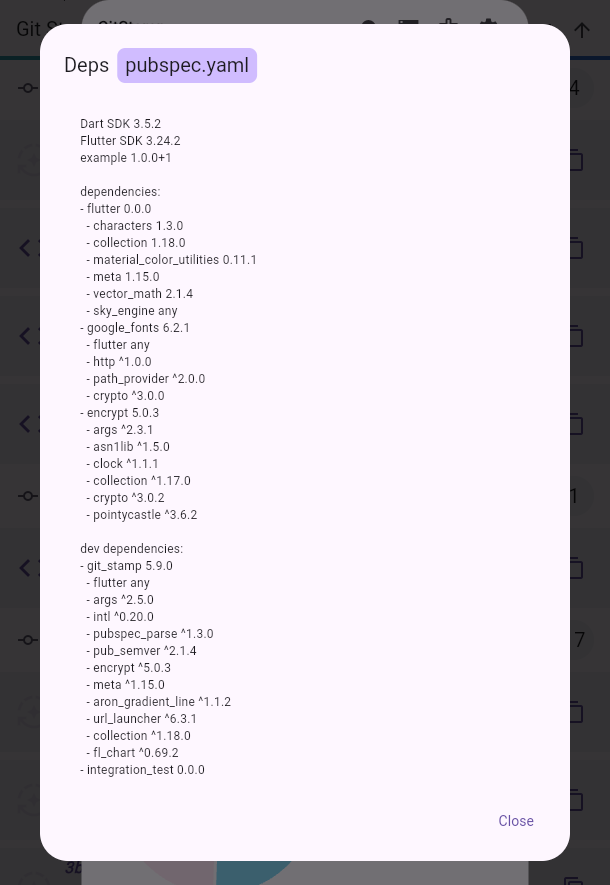 Git
Deps pubspec.yaml
4
Dart SDK 3.5.2
Flutter SDK 3.24.2
example 1.0.0+1
dependencies:
- flutter 0.0.0
- characters 1.3.0
- collection 1.18.0
- material_color_utilities 0.11.1
- meta 1.15.0
- vector_math 2.1.4
- sky_engine any
- google_fonts 6.2.1
- flutter any
- http ^1.0.0
- path_provider ^2.0.0
- crypto ^3.0.0
- encrypt 5.0.3
- args ^2.3.1
- asn1lib ^1.5.0
- clock ^1.1.1
- collection ^1.17.0
- crypto ^3.0.2
1
- pointycastle ^3.6.2
dev dependencies:
- git_stamp 5.9.0
- flutter any
- args ^2.5.0
- intl ^0.20.0
- pubspec_parse ^1.3.0
7
- pub_semver ^2.1.4
- encrypt ^5.0.3
- meta ^1.15.0
- aron_gradient_line ^1.1.2
- url_launcher ^6.3.1
- collection ^1.18.0
- fl_chart ^0.69.2
- integration_test 0.0.0
Close